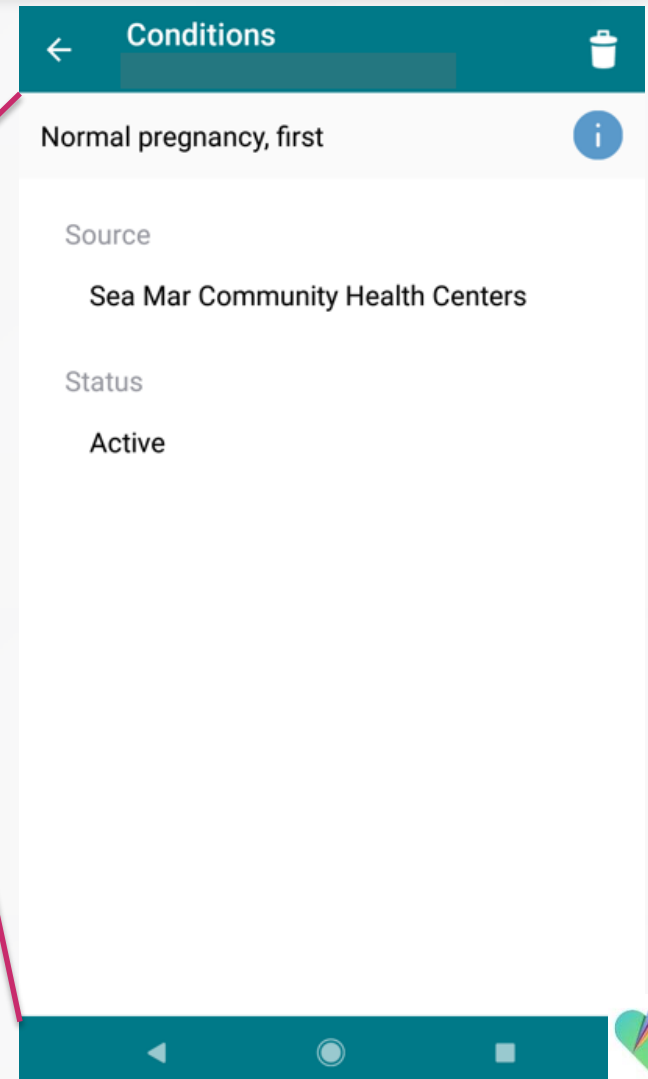 Conditions
Normal pregnancy, first
i
Source
Sea Mar Community Health Centers
Status
Active